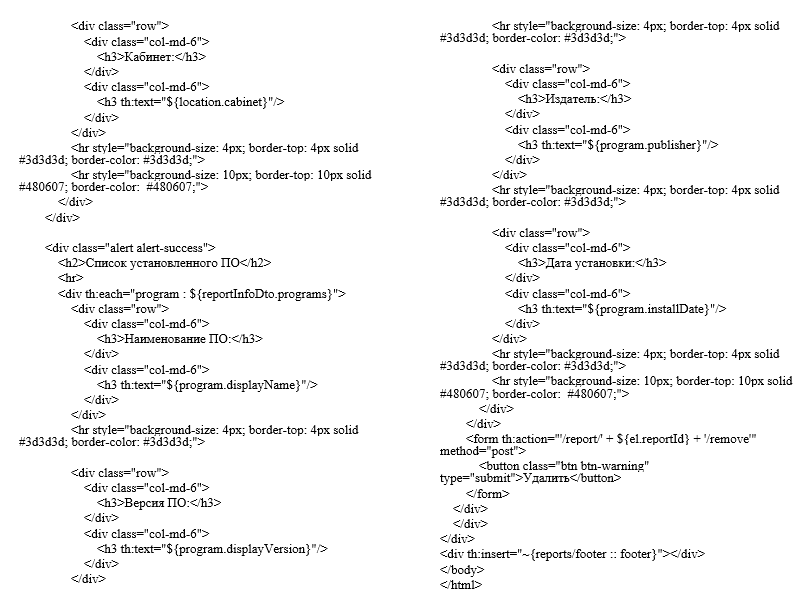 <div class="row">
<div class="col-md-6">
<h3>Кабинет:</h3>
</div>
<div class="col-md-6">
<h3 th:text="${location.cabinet}"/>
</div>
</div>
<hr style="background-size: 4px; border-top: 4px solid
#3d3d3d; border-color: #3d3d3d;">
<hr style="background-size: 10px; border-top: 10px solid
#480607; border-color:  #480607;">
</div>
</div>
<div class="alert alert-success">
<h2>Список установленного ПО</h2>
<hr>
<div th:each="program : ${reportInfoDto.programs}">
<div class="row">
<div class="col-md-6">
<h3>Наименование ПО:</h3>
</div>
<div class="col-md-6">
<h3 th:text="${program.displayName}"/>
</div>
</div>
<hr style="background-size: 4px; border-top: 4px solid
#3d3d3d; border-color: #3d3d3d;">
<div class="row">
<div class="col-md-6">
<h3>Версия ПО:</h3>
</div>
<div class="col-md-6">
<h3 th:text="${program.displayVersion}"/>
</div>
</div>
<hr style="background-size: 4px; border-top: 4px solid
#3d3d3d; border-color: #3d3d3d;">
<div class="row">
<div class="col-md-6">
<h3>Издатель:</h3>
</div>
<div class="col-md-6">
<h3 th:text="${program.publisher}"/>
</div>
</div>
<hr style="background-size: 4px; border-top: 4px solid
#3d3d3d; border-color: #3d3d3d;">
<div class="row">
<div class="col-md-6">
<h3>Дата установки:</h3>
</div>
<div class="col-md-6">
<h3 th:text="${program.installDate}"/>
</div>
</div>
<hr style="background-size: 4px; border-top: 4px solid
#3d3d3d; border-color: #3d3d3d;">
<hr style="background-size: 10px; border-top: 10px solid
#480607; border-color:  #480607;">
</div>
</div>
<form th:action="'/report/' + ${el.reportId} + '/remove'"
method="post">
<button class="btn btn-warning"
type="submit">Удалить</button>
</form>
</div>
</div>
</div>
<div th:insert="~{reports/footer :: footer}"></div>
</body>
</html>